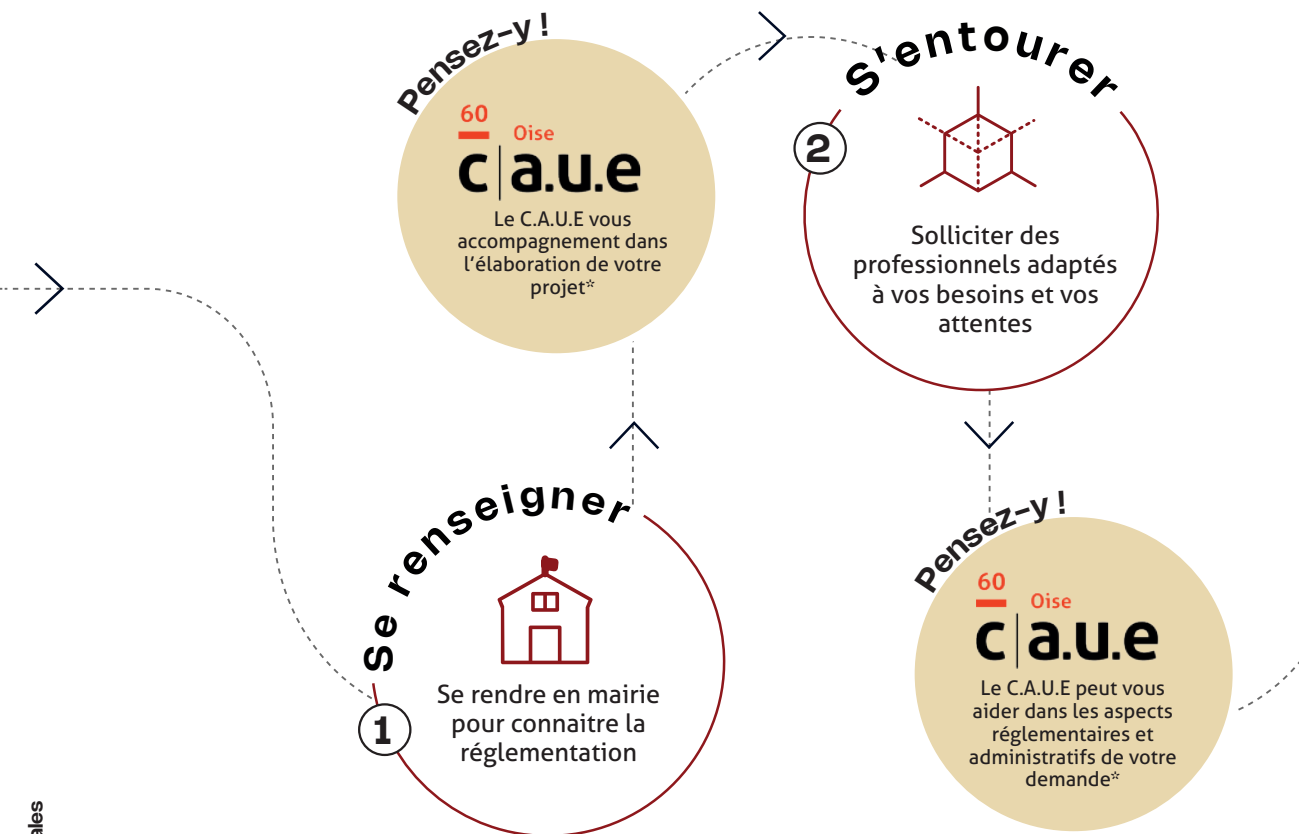 Se renseigner
1
Se rendre en mairie
pour connaitre la
réglementation
Pensez-y !
60
Oise
c|a.u.e
Le C.A.U.E vous
accompagnement dans
l'élaboration de votre
projet*
S'entourer
2
Solliciter des
professionnels adaptés
à vos besoins et vos
attentes
Pensez-y !
60
Oise
c|a.u.e
Le C.A.U.E peut vous
aider dans les aspects
réglementaires et
administratifs de votre
demande*